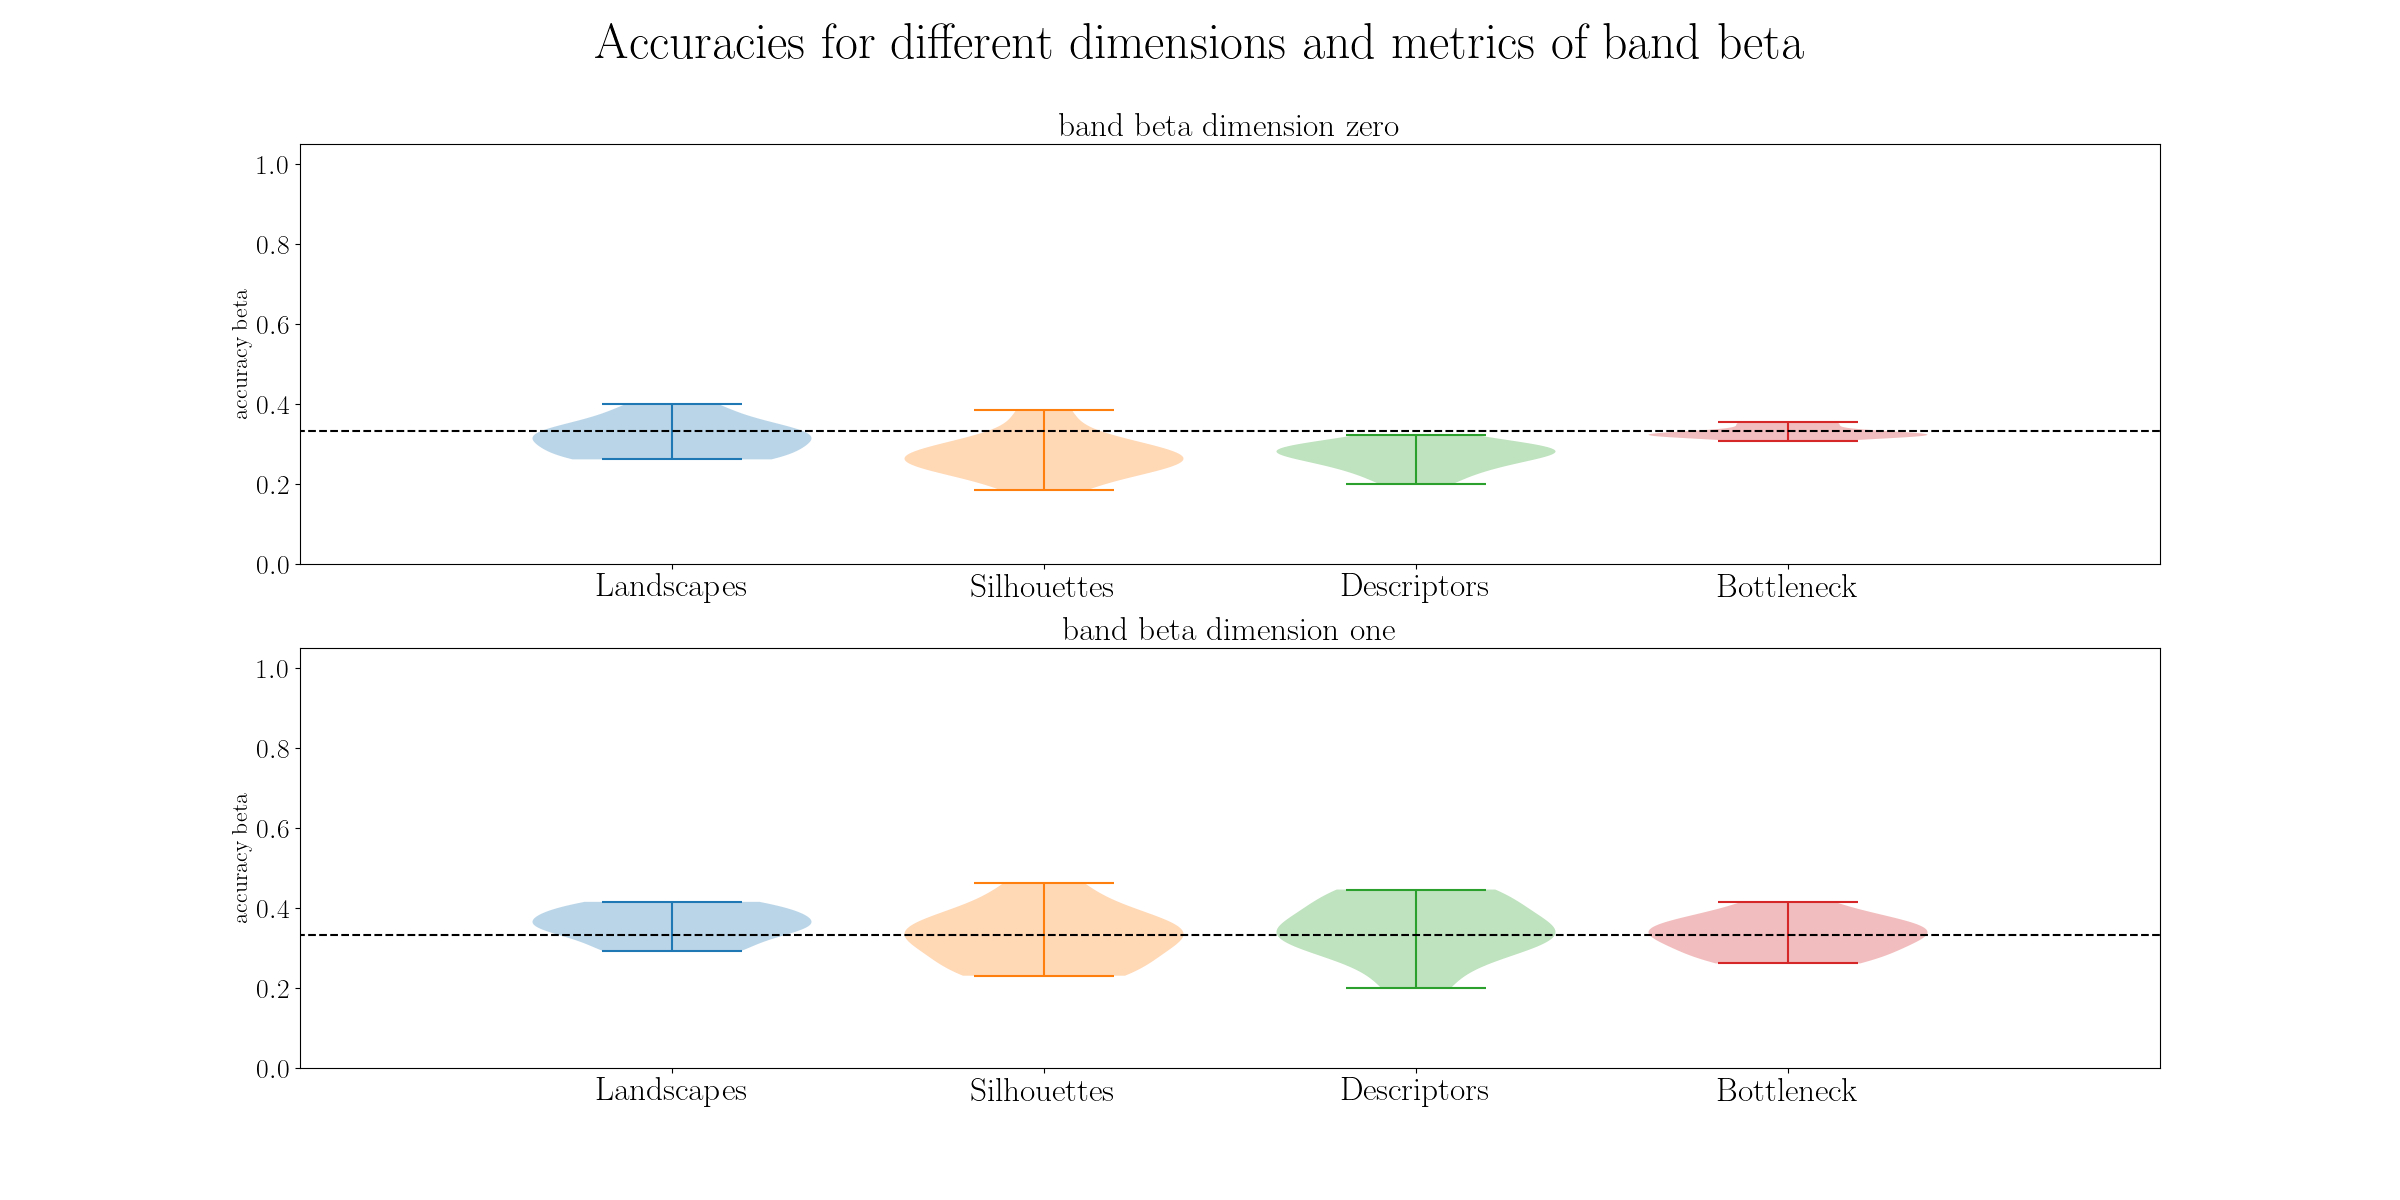 Accuracies for different dimensions and metrics of band beta
band beta dimension zero
accuracy beta
1.0
0.8
0.6
0.4
0.2
0.0
Landscapes Silhouettes Descriptors Bottleneck
band beta dimension one
accuracy beta
1.0
0.8
0.6
0.4
0.2
0.0
Landscapes Silhouettes Descriptors Bottleneck